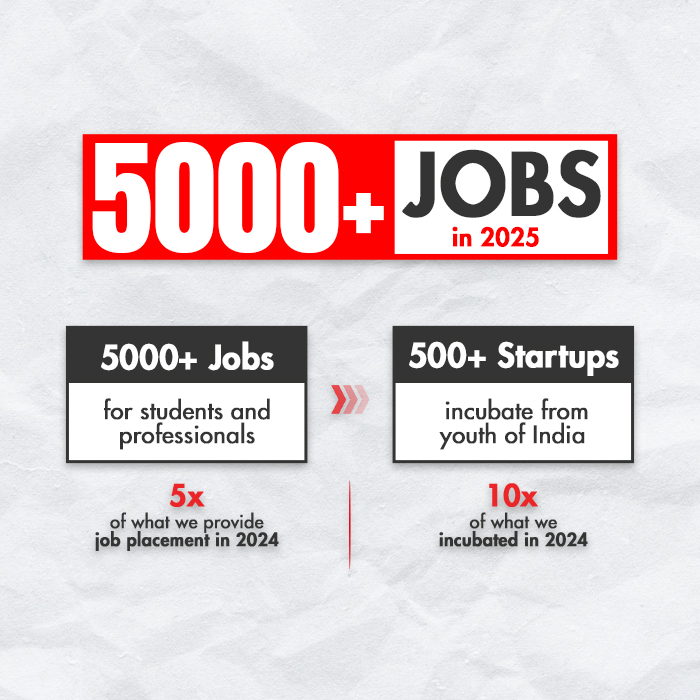 5000+ JOBS
in 2025
5000+ Jobs
for students and
professionals
500+ Startups
incubate from
youth of India
5x
of what we provide
job placement in 2024
10x
of what we
incubated in 2024